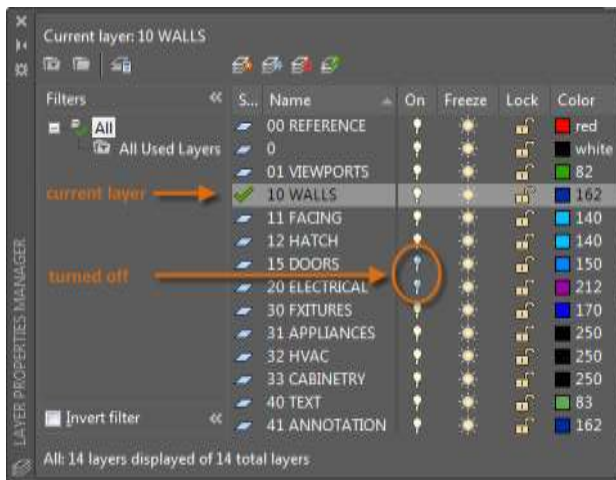 Current layer: 10 WALLS
Filters
All
All Used Layers
current layer
turned off
Invert filter
S... Name On Freeze Lock Color
00 REFERENCE red
0 white
01 VIEWPORTS 82
10 WALLS 162
11 FACING 140
12 HATCH 140
15 DOORS 150
20 ELECTRICAL 212
30 FXITURES 170
31 APPLIANCES 250
32 HVAC 250
33 CABINETRY 250
40 TEXT 83
41 ANNOTATION 162
All: 14 layers displayed of 14 total layers
LAYER PROPERTIES MANAGER